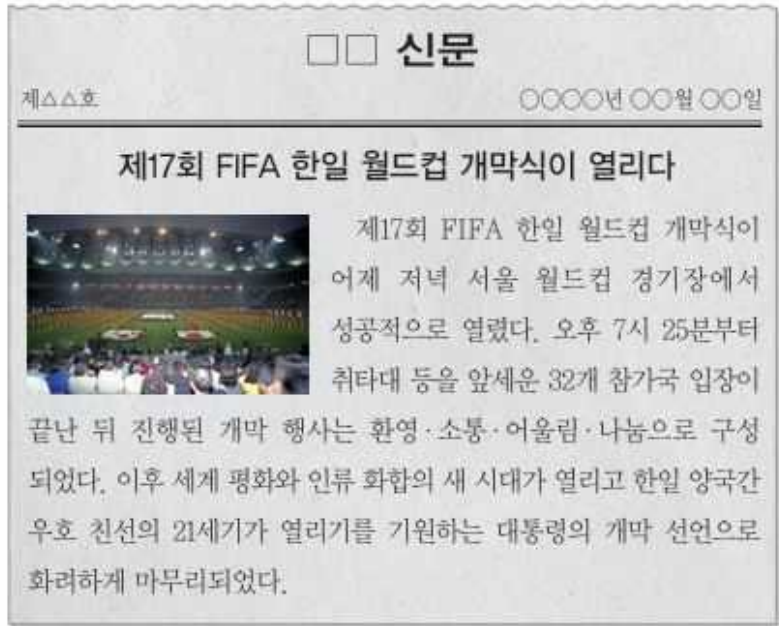 □□ 신문
제△△호 ○○○○년 ○○월 ○○일
제17회 FIFA 한일 월드컵 개막식이 열리다
제17회 FIFA 한일 월드컵 개막식이
어제 저녁 서울 월드컵 경기장에서
성공적으로 열렸다. 오후 7시 25분부터
취타대 등을 앞세운 32개 참가국 입장이
끝난 뒤 진행된 개막 행사는 환영·소통·어울림·나눔으로 구성
되었다. 이후 세계 평화와 인류 화합의 새 시대가 열리고 한일 양국간
우호 친선의 21세기가 열리기를 기원하는 대통령의 개막 선언으로
화려하게 마무리되었다.